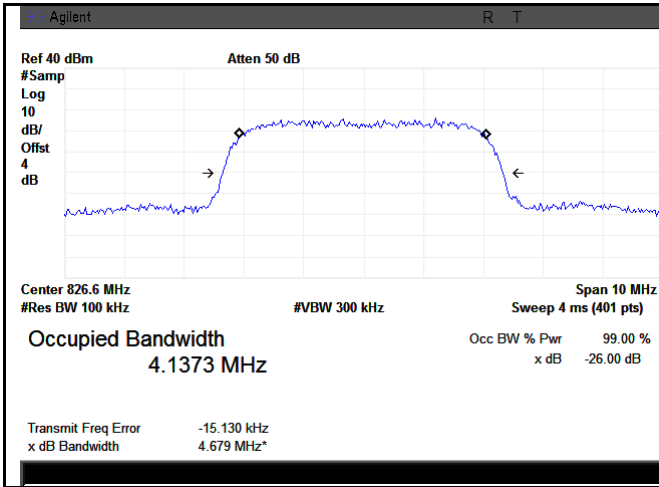 Agilent R T
Ref 40 dBm Atten 50 dB
#Samp
Log
10
dB/
Offst
4
dB
Center 826.6 MHz Span 10 MHz
#Res BW 100 kHz #VBW 300 kHz Sweep 4 ms (401 pts)
Occupied Bandwidth Occ BW % Pwr 99.00 %
4.1373 MHz x dB -26.00 dB
Transmit Freq Error -15.130 kHz
x dB Bandwidth 4.679 MHz*